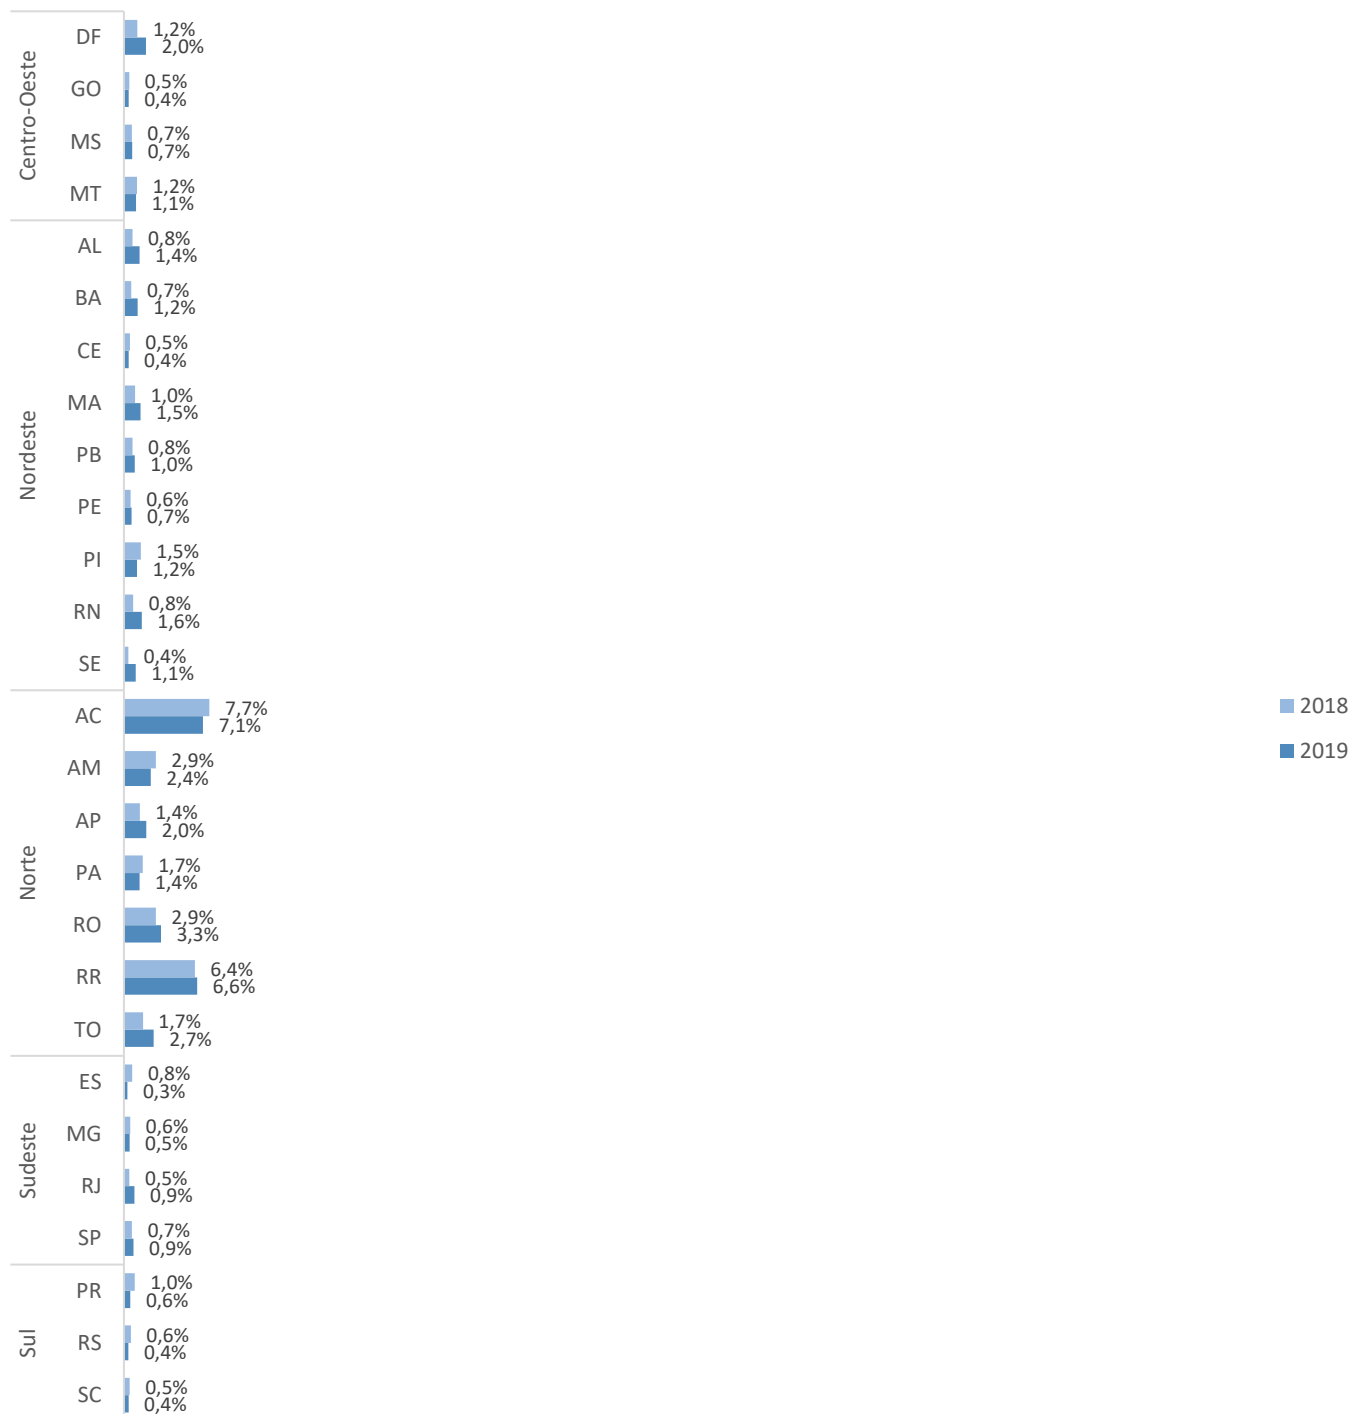 Centro-Oeste
DF
1,2%
2,0%
GO
0,5%
0,4%
MS
0,7%
0,7%
MT
1,2%
1,1%
Nordeste
AL
0,8%
1,4%
BA
0,7%
1,2%
CE
0,5%
0,4%
MA
1,0%
1,5%
PB
0,8%
1,0%
PE
0,6%
0,7%
PI
1,5%
1,2%
RN
0,8%
1,6%
SE
0,4%
1,1%
Norte
AC
7,7%
7,1%
AM
2,9%
2,4%
AP
1,4%
2,0%
PA
1,7%
1,4%
RO
2,9%
3,3%
RR
6,4%
6,6%
TO
1,7%
2,7%
Sudeste
ES
0,8%
0,3%
MG
0,6%
0,5%
RJ
0,5%
0,9%
SP
0,7%
0,9%
Sul
PR
1,0%
0,6%
RS
0,6%
0,4%
SC
0,5%
0,4%
2018
2019